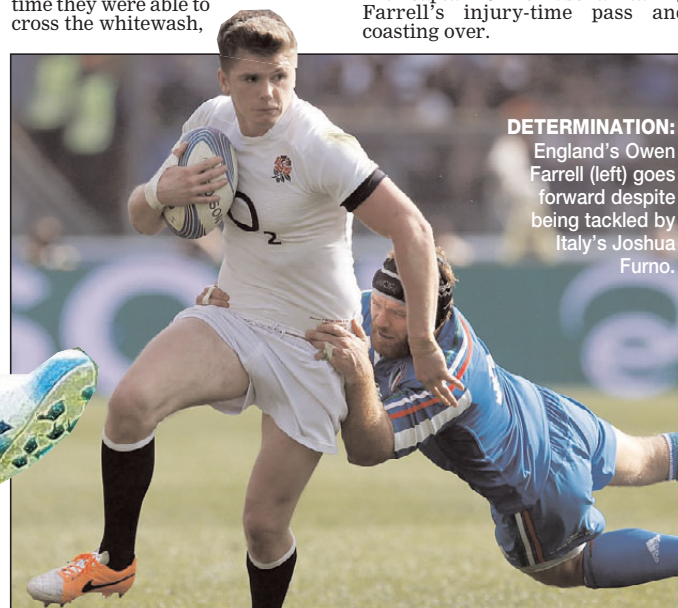 time they were able to
cross the whitewash,
Farrell's injury-time pass and
coasting over.
DETERMINATION:
England's Owen
Farrell (left) goes
forward despite
being tackled by
Italy's Joshua
Furno.
O2